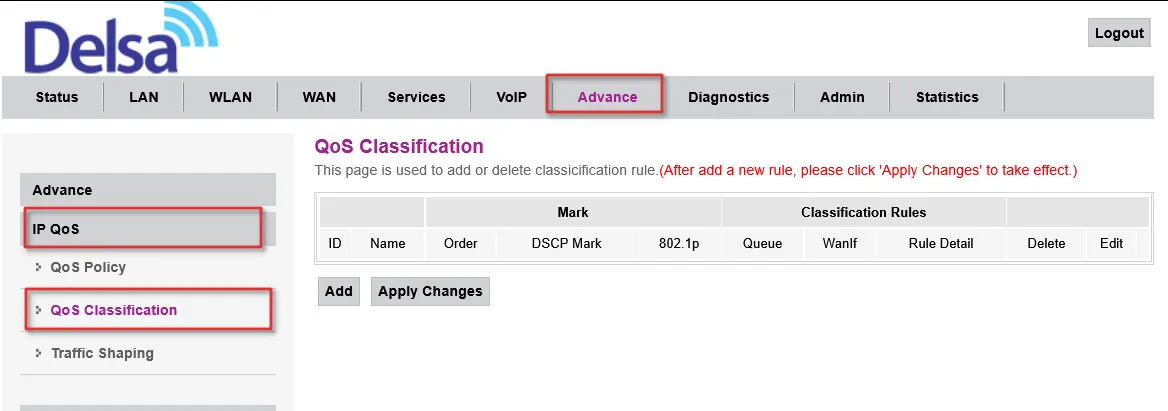 Delsa
Logout
Status LAN WLAN WAN Services VoIP Advance Diagnostics Admin Statistics
Advance
IP QoS
QoS Policy
QoS Classification
Traffic Shaping
QoS Classification
This page is used to add or delete classicification rule.(After add a new rule, please click 'Apply Changes' to take effect.)
Mark Classification Rules
ID Name Order DSCP Mark 802.1p Queue WanIf Rule Detail Delete Edit
Add Apply Changes